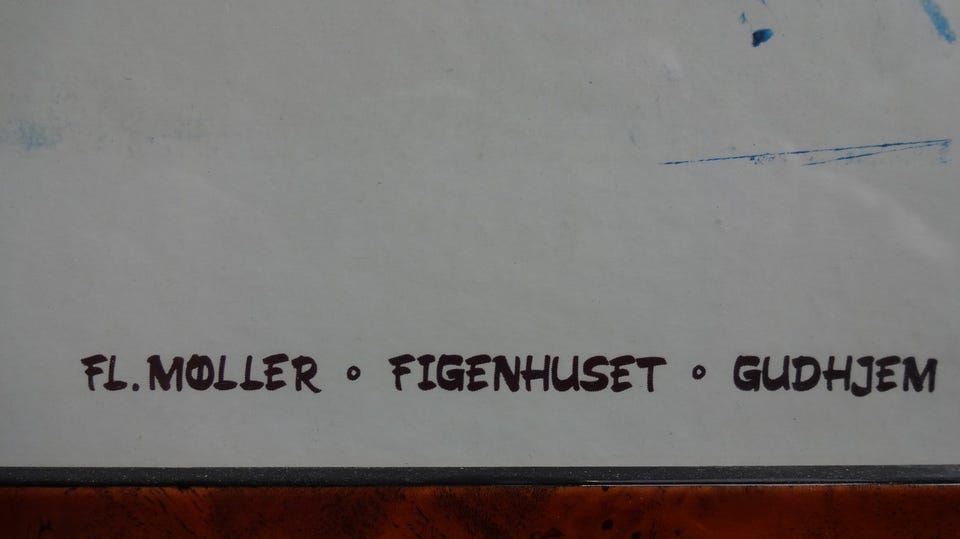 FL. MØLLER ∘ FIGENHUSET ∘ GUDHJEM